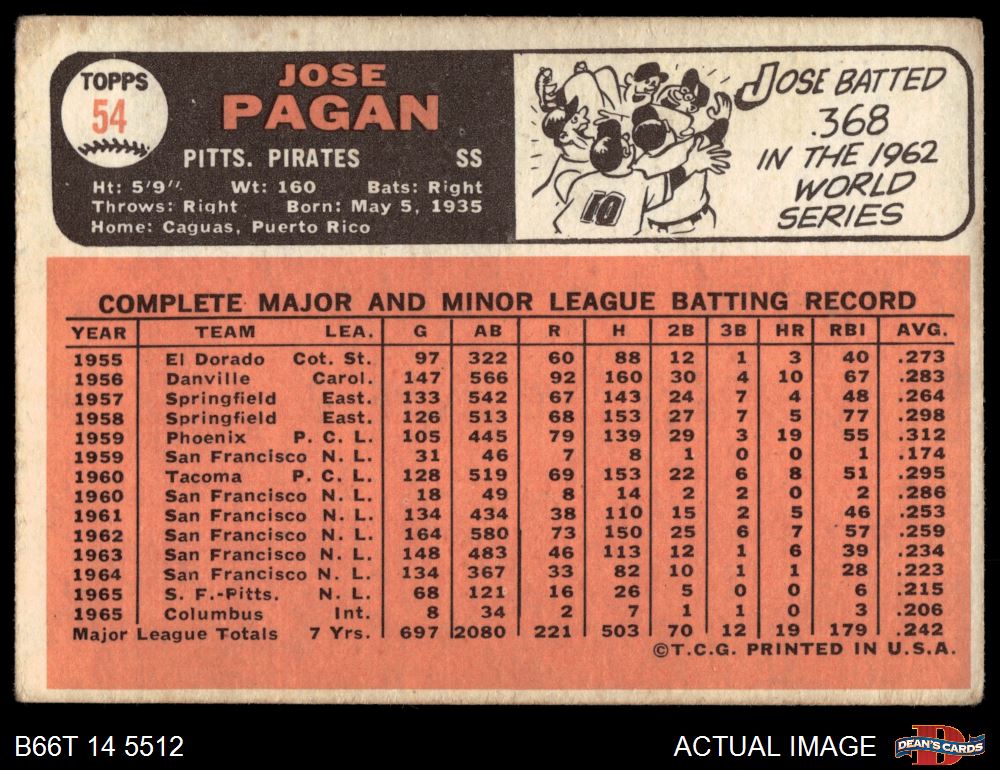 TOPPS
54
JOSE
PAGAN
PITTS. PIRATES SS
Ht: 5'9" Wt: 160 Bats: Right
Throws: Right Born: May 5, 1935
Home: Caguas, Puerto Rico
10
JOSE BATTED
.368
IN THE 1962
WORLD
SERIES
COMPLETE MAJOR AND MINOR LEAGUE BATTING RECORD
YEAR TEAM LEA. G AB R H 2B 3B HR RBI AVG.
1955 El Dorado Cot. St. 97 322 60 88 12 1 3 40 .273
1956 Danville Carol. 147 566 92 160 30 4 10 67 .283
1957 Springfield East. 133 542 67 143 24 7 4 48 .264
1958 Springfield East. 126 513 68 153 27 7 5 77 .298
1959 Phoenix P. C. L. 105 445 79 139 29 3 19 55 .312
1959 San Francisco N. L. 31 46 7 8 1 0 0 1 .174
1960 Tacoma P. C. L. 128 519 69 153 22 6 8 51 .295
1960 San Francisco N. L. 18 49 8 14 2 2 0 2 .286
1961 San Francisco N. L. 134 434 38 110 15 2 5 46 .253
1962 San Francisco N. L. 164 580 73 150 25 6 7 57 .259
1963 San Francisco N. L. 148 483 46 113 12 1 6 39 .234
1964 San Francisco N. L. 134 367 33 82 10 1 1 28 .223
1965 S. F.-Pitts. N. L. 68 121 16 26 5 0 0 6 .215
1965 Columbus Int. 8 34 2 7 1 1 0 3 .206
Major League Totals 7 Yrs. 697 2080 221 503 70 12 19 179 .242
©T.C.G. PRINTED IN U.S.A.
B66T 14 5512
ACTUAL IMAGE
D
DEAN'S CARDS